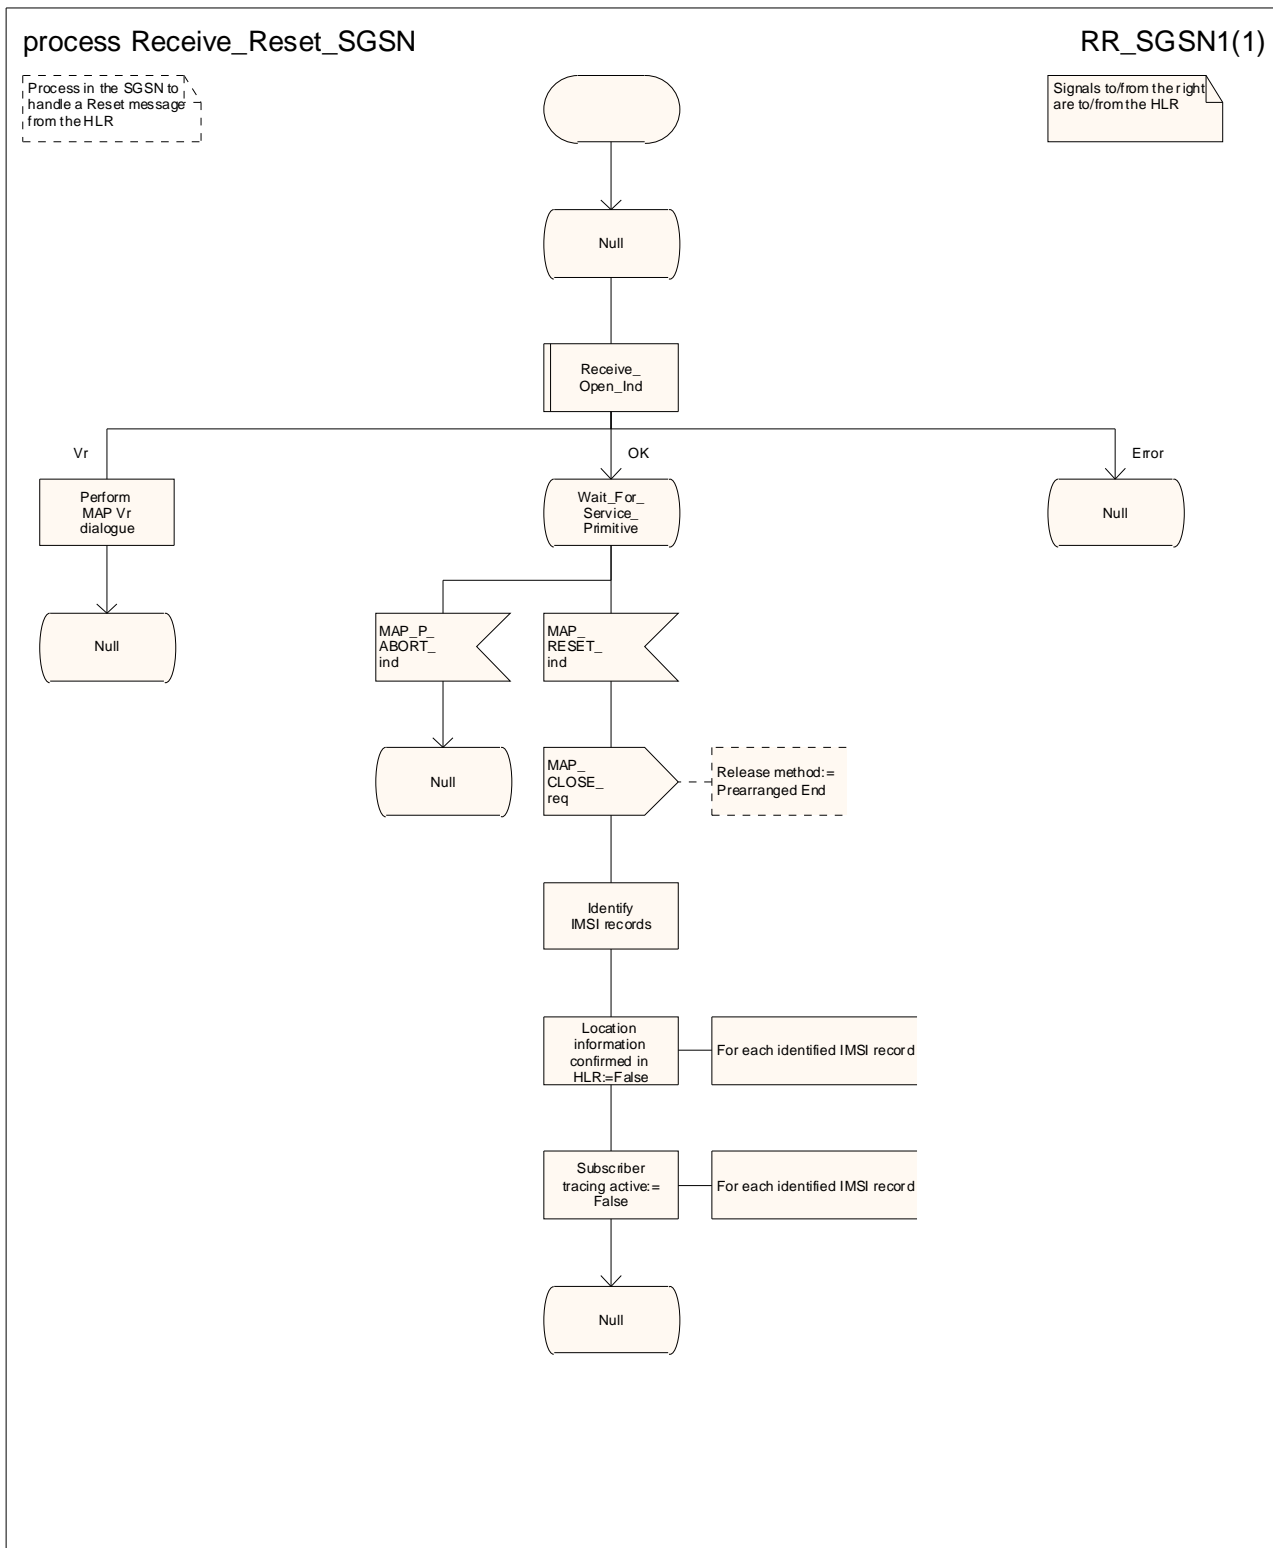 process Receive_Reset_SGSN
RR_SGSN1(1)
Process in the SGSN to
handle a Reset message
from the HLR
Signals to/from the right
are to/from the HLR
Null
Receive_
Open_Ind
Vr
OK
Error
Perform
MAP Vr
dialogue
Wait_For_
Service_
Primitive
Null
Null
MAP_P_
ABORT_
ind
MAP_
RESET_
ind
Null
MAP_
CLOSE_
req
Release method:=
Prearranged End
Identify
IMSI records
Location
information
confirmed in
HLR:=False
For each identified IMSI record
Subscriber
tracing active:=
False
For each identified IMSI record
Null